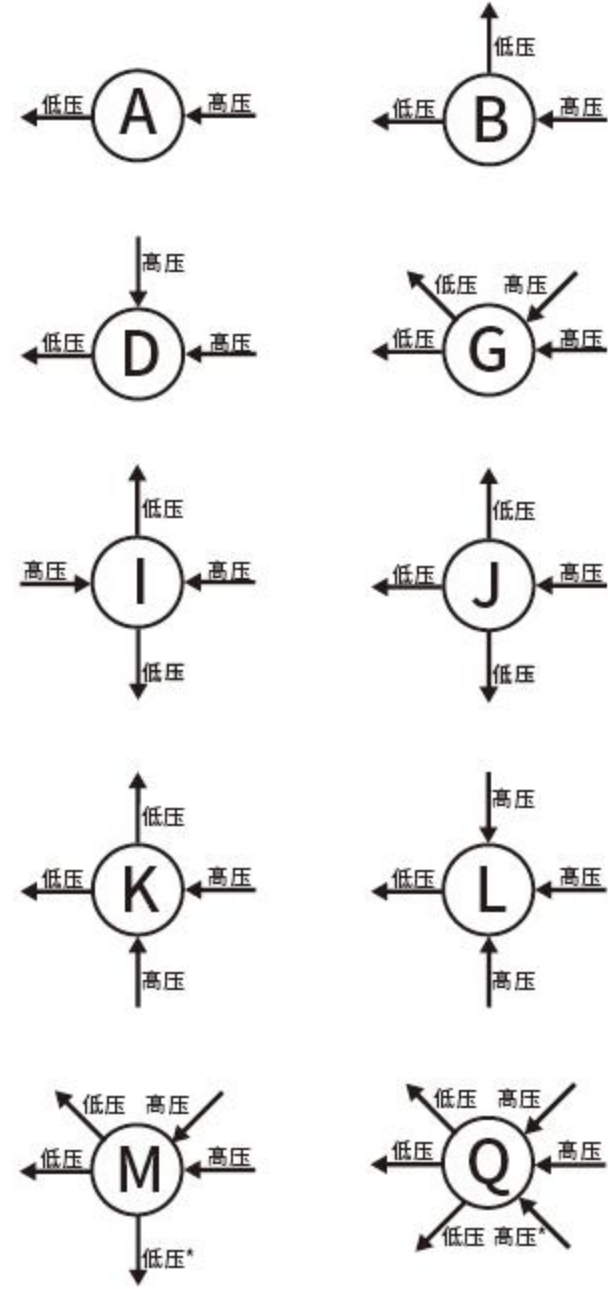 低压 A 高压
低压
低压 B 高压
高压
低压 D 高压
低压 高压
低压 G 高压
低压
高压 I 高压
低压
低压
低压 J 高压
低压
低压
低压 K 高压
高压
高压
低压 L 高压
高压
低压 高压
低压 M 高压
低压*
低压 高压
低压 Q 高压
低压 高压*